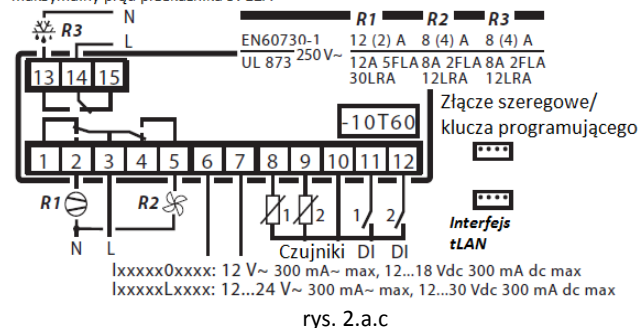 N
R3
L
R1 R2 R3
EN60730-1 12 (2) A 8 (4) A 8 (4) A
UL 873 250 V~ 12A 5FLA 8A 2FLA 8A 2FLA
30LRA 12LRA 12LRA
13 14 15
-10T60
Złącze szeregowe/
klucza programującego
1 2 3 4 5 6 7 8 9 10 11 12
R1 R2 1 2 1 2
Interfejs
tLAN
N L
Czujniki DI DI
Ixxxxx0xxxx: 12 V~ 300 mA~ max, 12...18 Vdc 300 mA dc max
IxxxxxLxxxx: 12...24 V~ 300 mA~ max, 12...30 Vdc 300 mA dc max
rys. 2.a.c